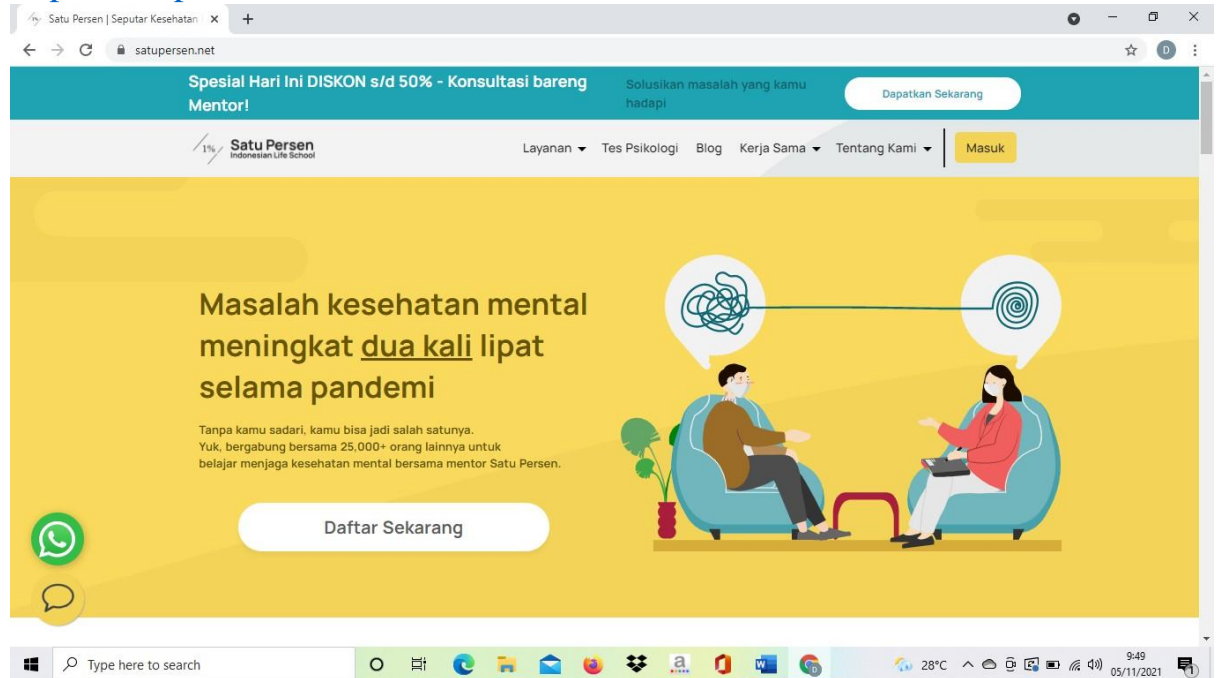 Satu Persen | Seputar Kesehatan
satupersen.net
D
Spesial Hari Ini DISKON s/d 50% - Konsultasi bareng
Mentor!
Solusikan masalah yang kamu
hadapi
Dapatkan Sekarang
1%
Satu Persen
Indonesian Life School
Layanan
Tes Psikologi
Blog
Kerja Sama
Tentang Kami
Masuk
Masalah kesehatan mental
meningkat dua kali lipat
selama pandemi
Tanpa kamu sadari, kamu bisa jadi salah satunya.
Yuk, bergabung bersama 25,000+ orang lainnya untuk
belajar menjaga kesehatan mental bersama mentor Satu Persen.
Daftar Sekarang
Type here to search
28°C
9:49
05/11/2021